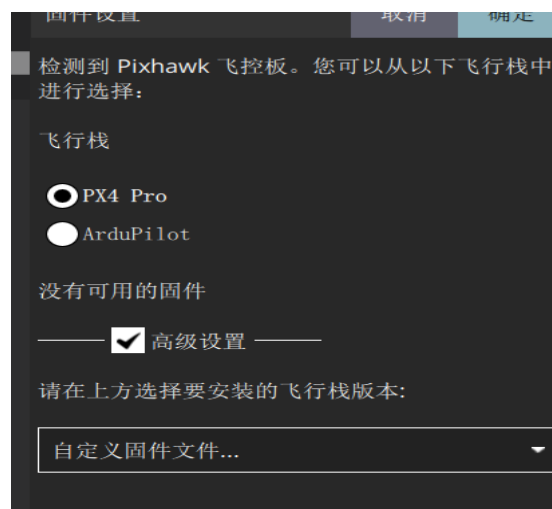 固件设置
取消
确定
检测到 Pixhawk 飞控板。您可以从以下飞行栈中
进行选择：
飞行栈
PX4 Pro
ArduPilot
没有可用的固件
高级设置
请在上方选择要安装的飞行栈版本:
自定义固件文件...